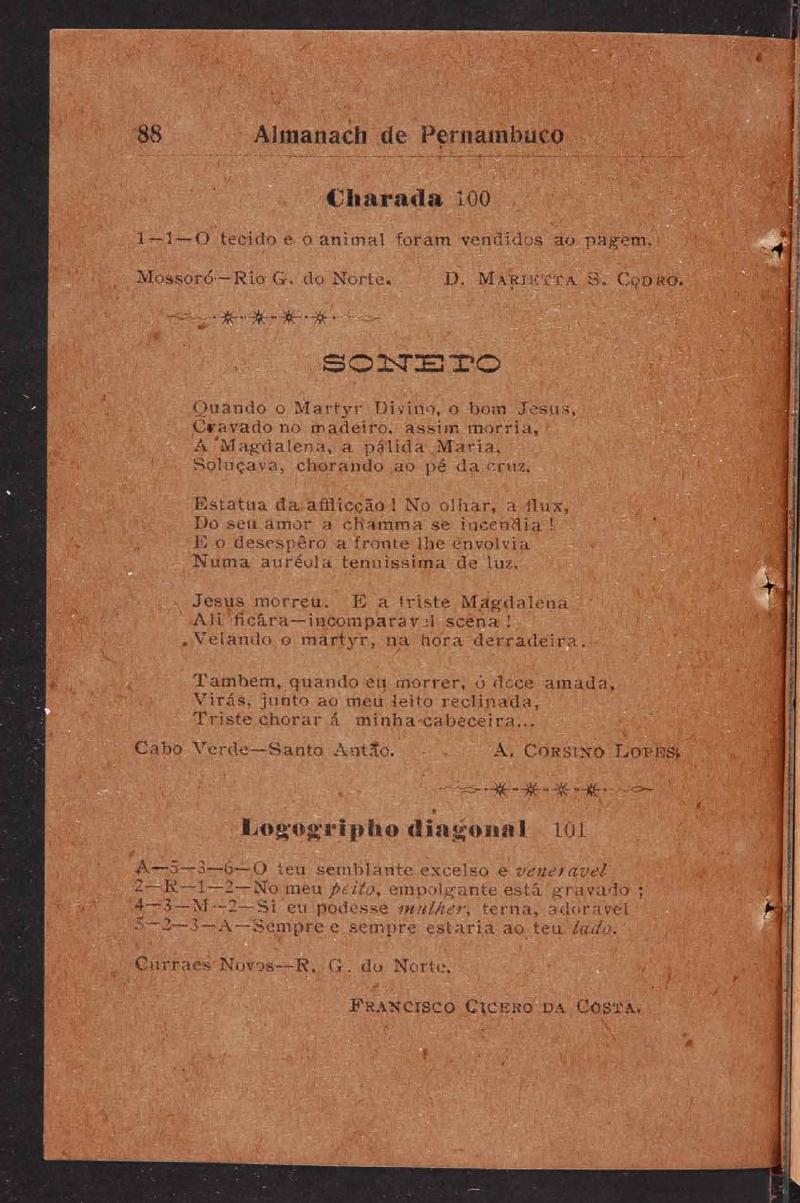 88 Almanach de Pernambuco
Charada 100
1—1—O tecido e o animal foram vendidos ao pagem.
Mossoró—Rio G. do Norte. D. MARIETTA S. CODRO.
SONETO
Quando o Martyr Divino, o bom Jesus,
Cravado no madeiro, assim morria,
A Magdalena, a pálida Maria,
Soluçava, chorando ao pé da cruz.
Estatua da afflicção! No olhar, a flux,
Do seu amor a chamma se incendia!
E o desespêro a fronte lhe envolvia
Numa auréola tenuissima de luz.
Jesus morreu. E a triste Magdalena
Ali ficára—incomparavel scena!
Velando o martyr, na hora derradeira.
Tambem, quando eu morrer, ó doce amada,
Virás, junto ao meu leito reclinada,
Triste chorar á minha cabeceira...
Cabo Verde—Santo Antão. A. CORSINO LOPES.
Logogripho diagonal 101
A—5—3—6—O teu semblante excelso e veneravel
2—R—1—2—No meu peito, empolgante está gravado;
4—3—M—2—Si eu podesse mulher, terna, adoravel
5—2—3—A—Sempre e sempre estaria ao teu lado.
Curraes Novos—R. G. do Norte.
FRANCISCO CICERO DA COSTA.